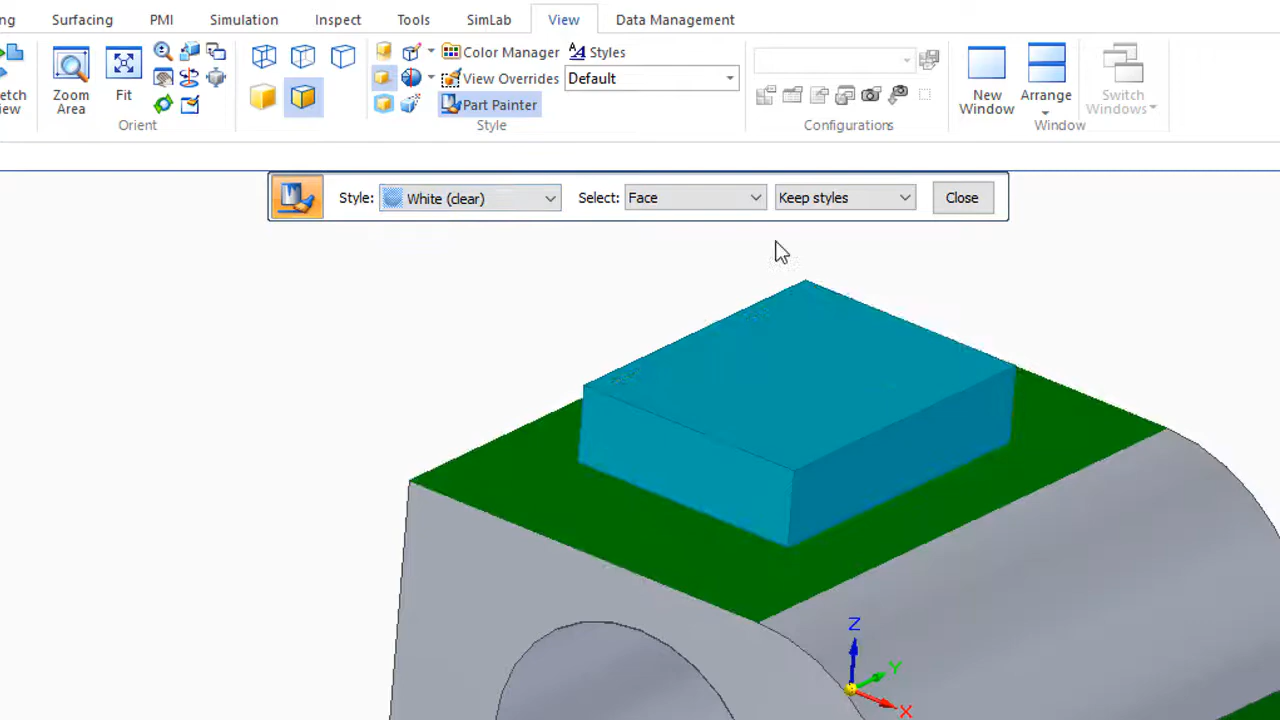 ng Surfacing PMI Simulation Inspect Tools SimLab View Data Management
Color Manager Styles
View Overrides Default
Part Painter
etch
iew
Zoom
Area
Fit
Orient
Style
Configurations
New
Window
Arrange
Switch
Windows
Window
Style: White (clear) Select: Face Keep styles Close
Z
Y
X